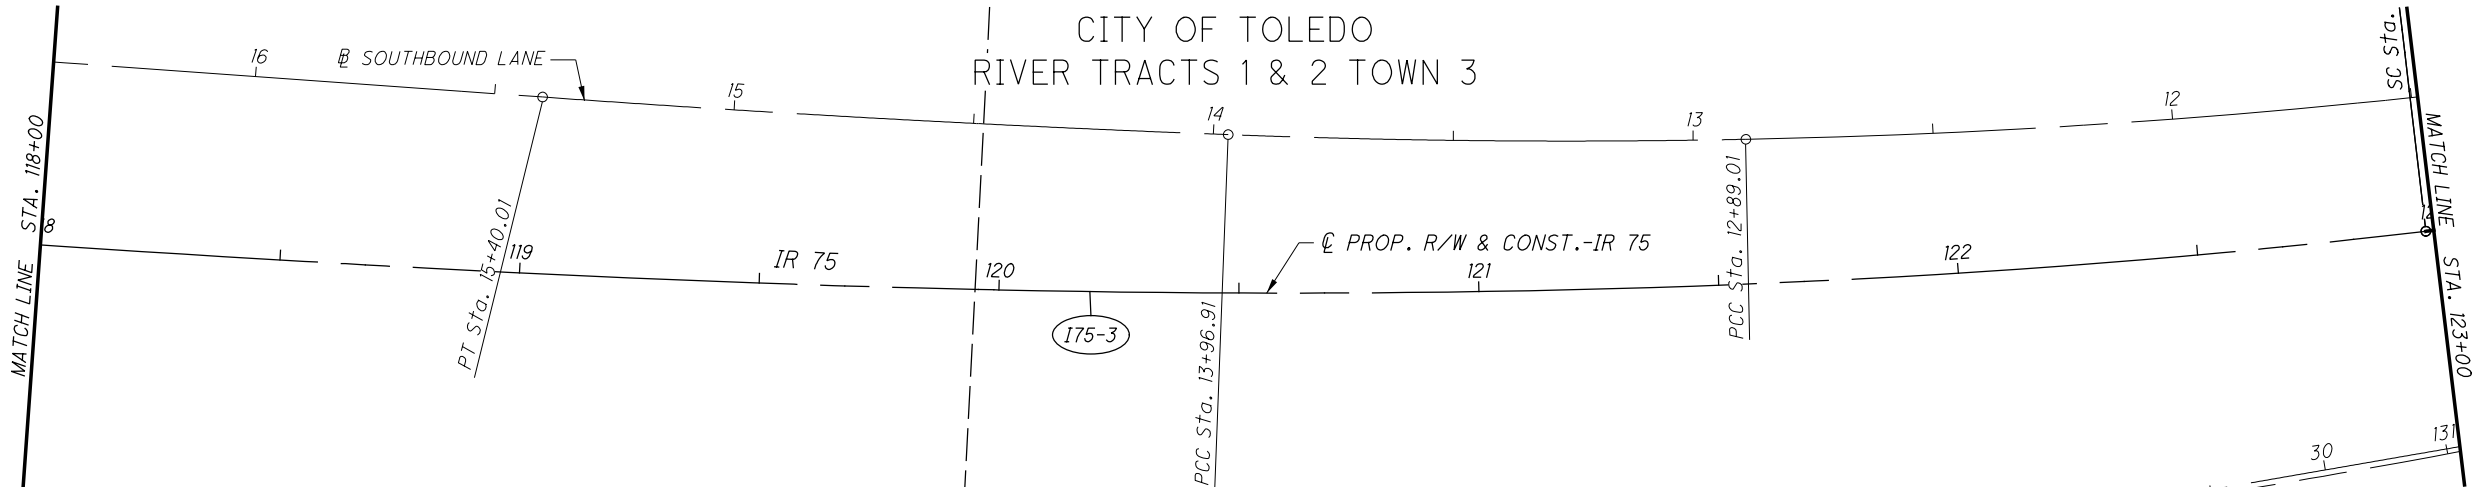 CITY OF TOLEDO
RIVER TRACTS 1 & 2 TOWN 3
16
℄ SOUTHBOUND LANE
15
14
13
12
SC Sta.
MATCH LINE STA. 118+00
8
PT Sta. 15+40.01
119
IR 75
120
I75-3
PCC Sta. 13+96.91
℄ PROP. R/W & CONST.-IR 75
121
PCC Sta. 12+89.01
122
MATCH LINE STA. 123+00
30
131